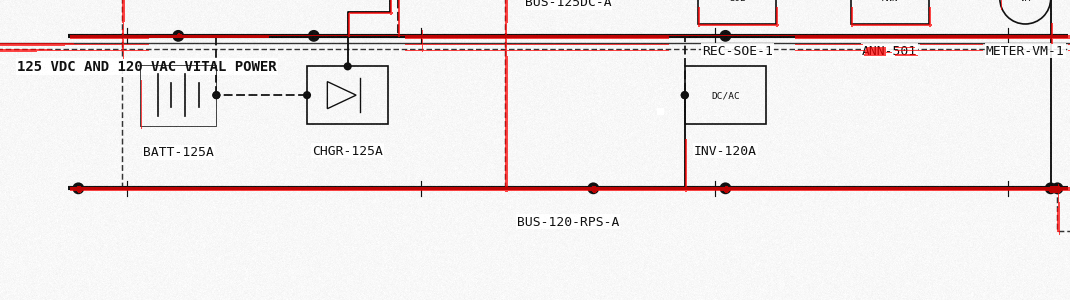 BUS-125DC-A
REC-SOE-1
ANN-501
METER-VM-1
125 VDC AND 120 VAC VITAL POWER
DC/AC
BATT-125A
CHGR-125A
INV-120A
BUS-120-RPS-A